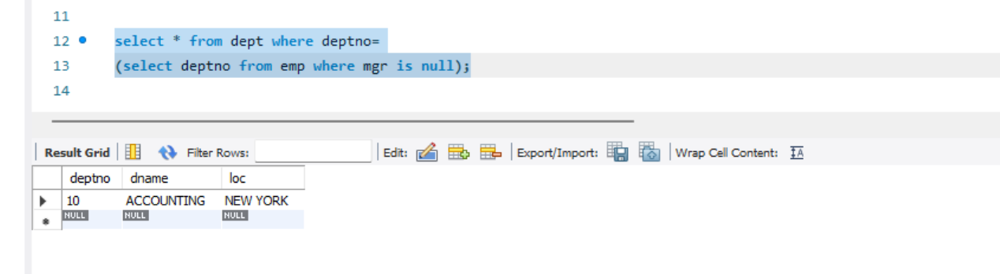 11
12 select * from dept where deptno=
13 (select deptno from emp where mgr is null);
14
Result Grid Filter Rows: Edit: Export/Import: Wrap Cell Content: IA
deptno dname loc
10 ACCOUNTING NEW YORK
NULL NULL NULL